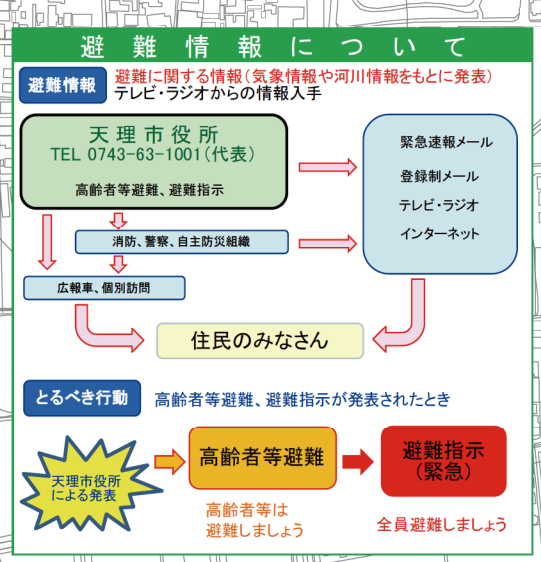 避難情報について
避難情報
避難に関する情報(気象情報や河川情報をもとに発表)
テレビ・ラジオからの情報入手
天理市役所
TEL 0743-63-1001(代表)
高齢者等避難、避難指示
緊急速報メール
登録制メール
テレビ・ラジオ
インターネット
消防、警察、自主防災組織
広報車、個別訪問
住民のみなさん
とるべき行動
高齢者等避難、避難指示が発表されたとき
天理市役所
による発表
高齢者等避難
避難指示
(緊急)
高齢者等は
避難しましょう
全員避難しましょう